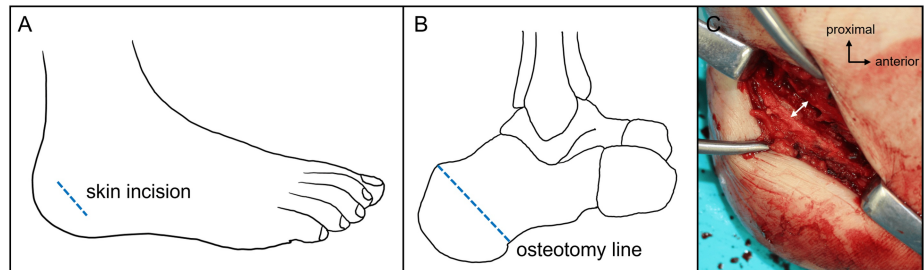 A
skin incision
B
osteotomy line
C
proximal
anterior